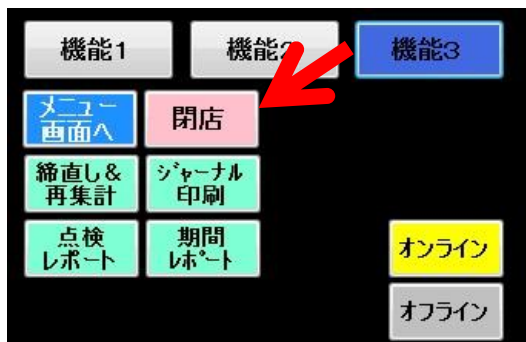 機能1
機能2
機能3
メニュー
画面へ
閉店
締直し&
再集計
ジャーナル
印刷
点検
レポート
期間
レポート
オンライン
オフライン